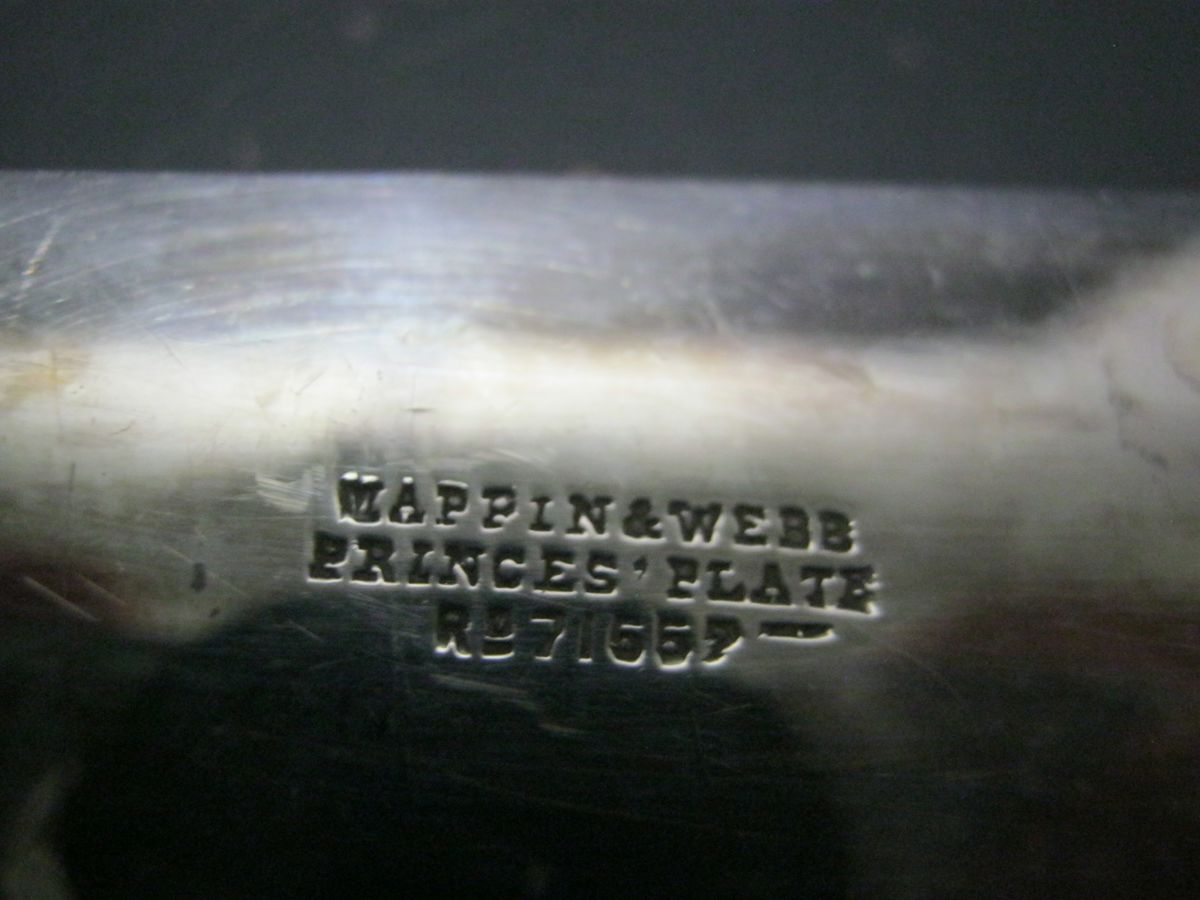 MAPPIN&WEBB
PRINCES' PLATE
Rᴰ 71552